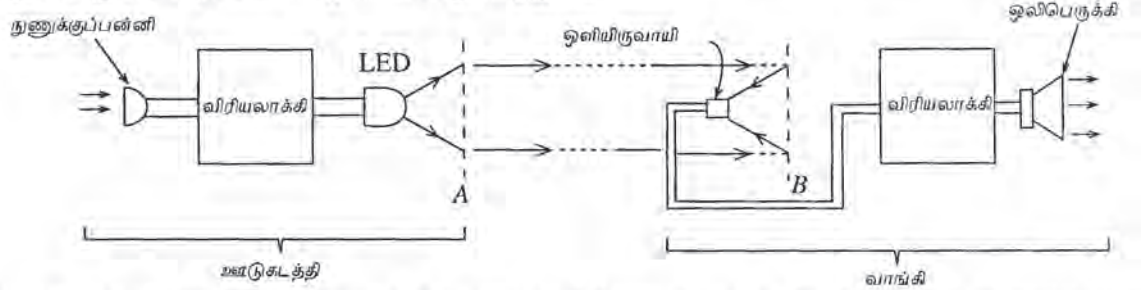 நுணுக்குப்பன்னி
விரியலாக்கி
LED
A
ஊடுகடத்தி
ஒளியிருவாயி
B
விரியலாக்கி
ஒலிபெருக்கி
வாங்கி